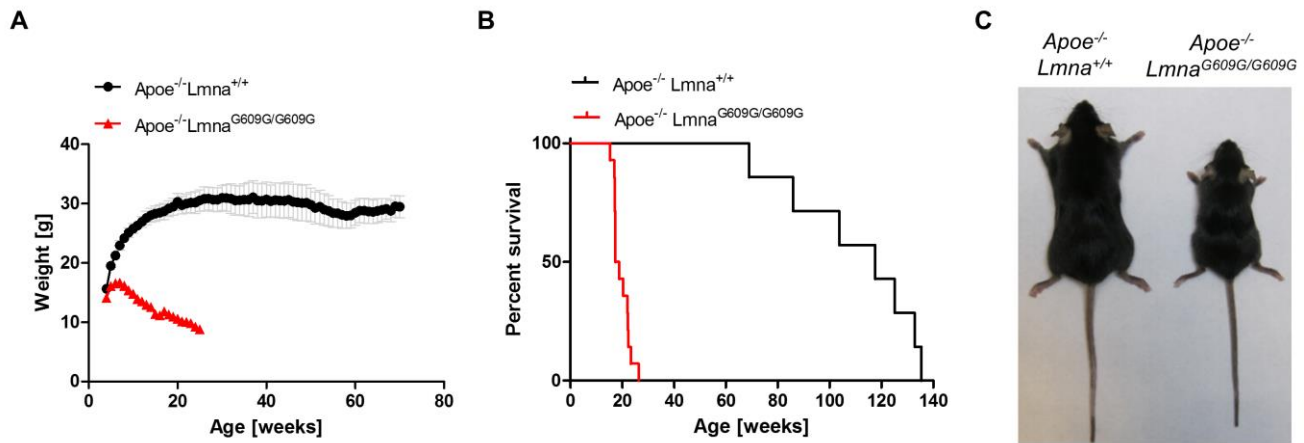 A
Apoe-/-Lmna+/+
Apoe-/-LmnaG609G/G609G
40
30
20
10
0
Weight [g]
0 20 40 60 80
Age [weeks]
B
Apoe-/- Lmna+/+
Apoe-/- LmnaG609G/G609G
100
50
0
Percent survival
0 20 40 60 80 100 120 140
Age [weeks]
C
Apoe-/-
Lmna+/+
Apoe-/-
LmnaG609G/G609G